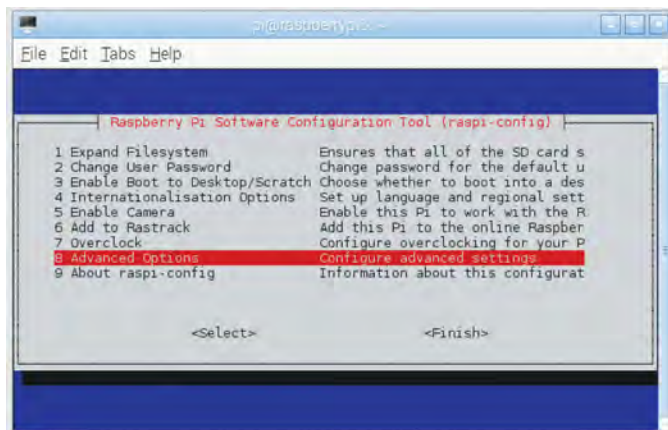 pi@raspberrypi: ~
File Edit Tabs Help
Raspberry Pi Software Configuration Tool (raspi-config)
1 Expand Filesystem Ensures that all of the SD card s
2 Change User Password Change password for the default u
3 Enable Boot to Desktop/Scratch Choose whether to boot into a des
4 Internationalisation Options Set up language and regional sett
5 Enable Camera Enable this Pi to work with the R
6 Add to Rastrack Add this Pi to the online Raspber
7 Overclock Configure overclocking for your P
8 Advanced Options Configure advanced settings
9 About raspi-config Information about this configurat
<Select> <Finish>